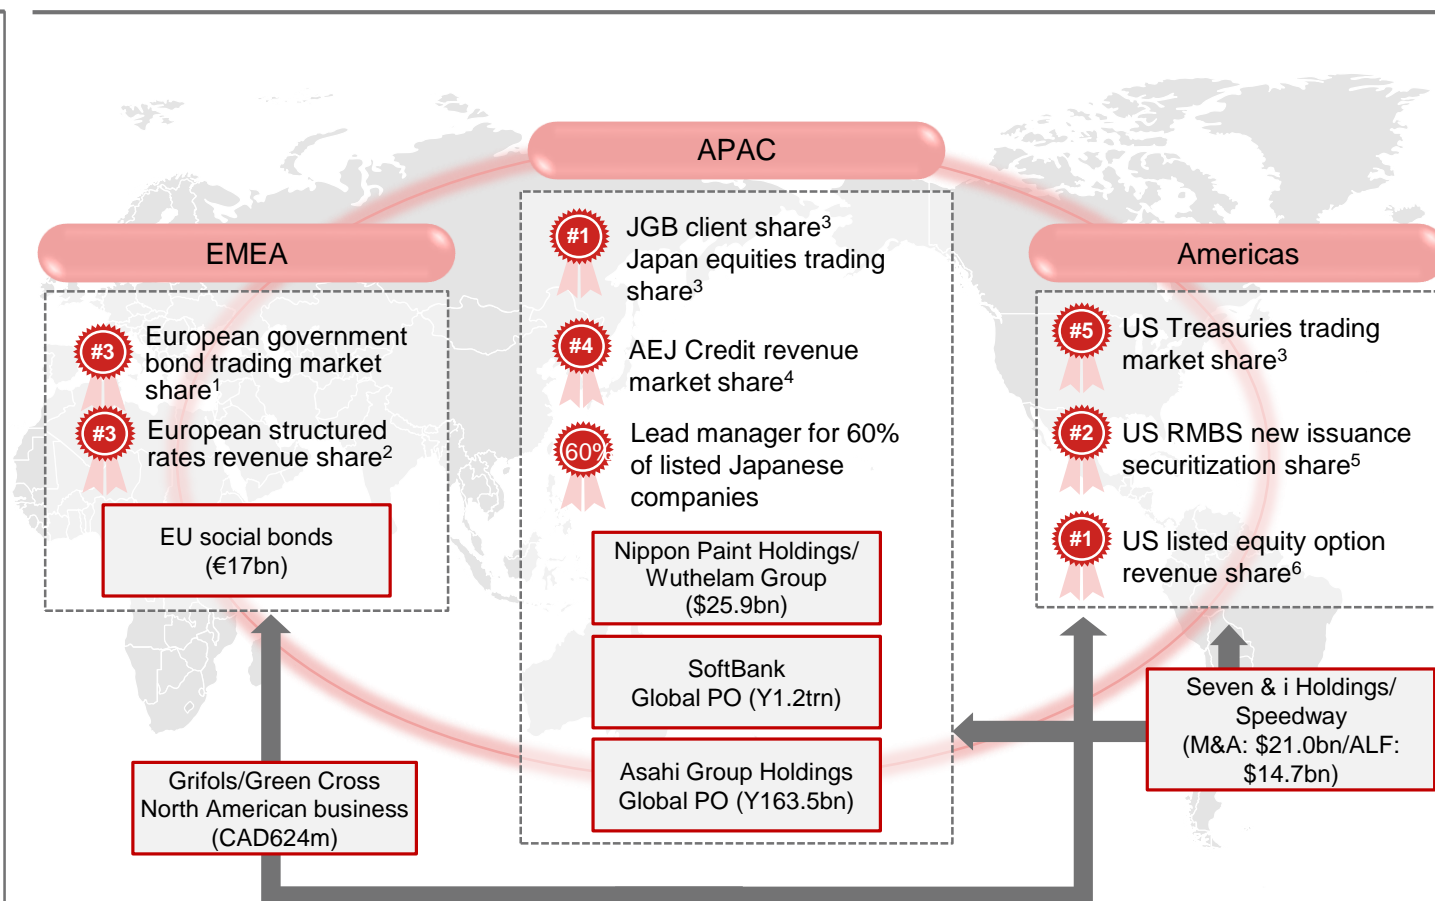 APAC
EMEA
Americas
#3
European government
bond trading market
share1
#3
European structured
rates revenue share2
EU social bonds
(€17bn)
#1
JGB client share3
Japan equities trading
share3
#4
AEJ Credit revenue
market share4
60%
Lead manager for 60%
of listed Japanese
companies
Nippon Paint Holdings/
Wuthelam Group
($25.9bn)
SoftBank
Global PO (Y1.2trn)
Asahi Group Holdings
Global PO (Y163.5bn)
#5
US Treasuries trading
market share3
#2
US RMBS new issuance
securitization share5
#1
US listed equity option
revenue share6
Seven & i Holdings/
Speedway
(M&A: $21.0bn/ALF:
$14.7bn)
Grifols/Green Cross
North American business
(CAD624m)